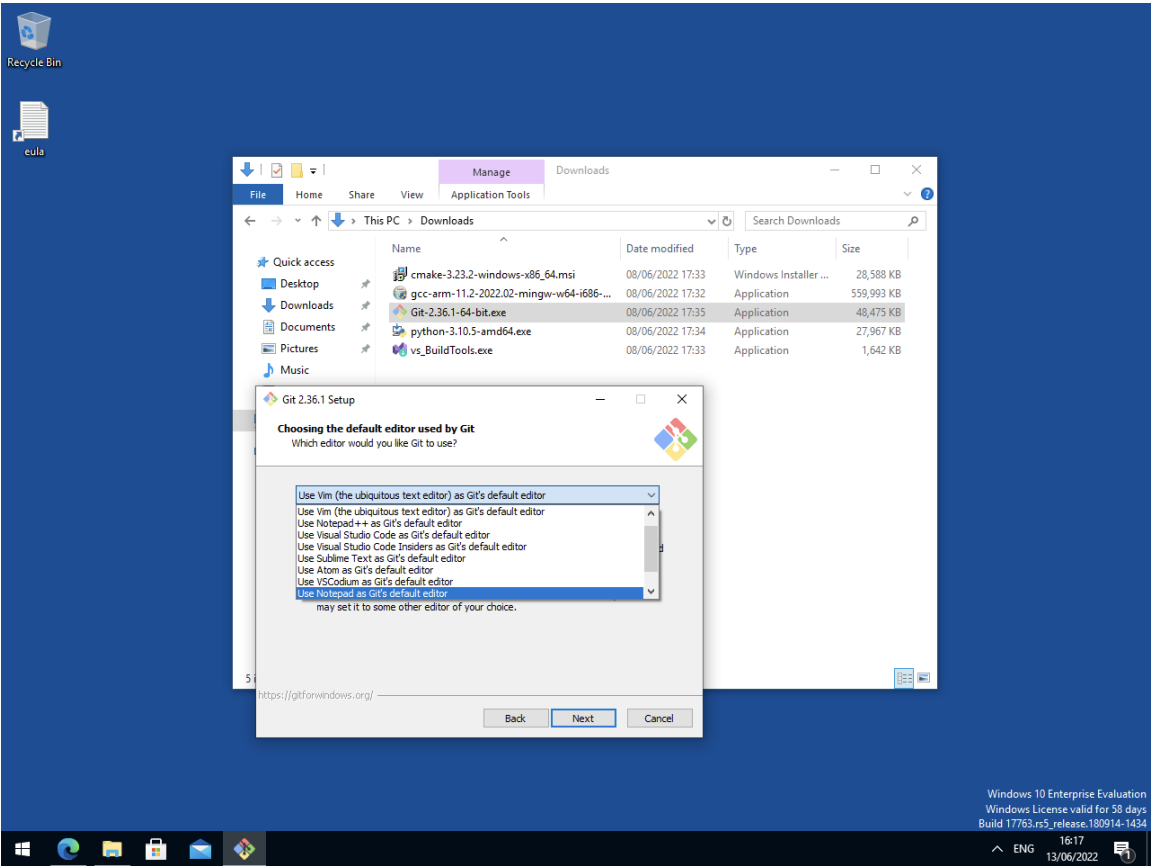 Recycle Bin
eula
Manage
Downloads
File
Home
Share
View
Application Tools
This PC
Downloads
Search Downloads
Name
Date modified
Type
Size
Quick access
Desktop
Downloads
Documents
Pictures
Music
cmake-3.23.2-windows-x86_64.msi 08/06/2022 17:33 Windows Installer ... 28,588 KB
gcc-arm-11.2-2022.02-mingw-w64-i686-... 08/06/2022 17:32 Application 559,993 KB
Git-2.36.1-64-bit.exe 08/06/2022 17:35 Application 48,475 KB
python-3.10.5-amd64.exe 08/06/2022 17:34 Application 27,967 KB
vs_BuildTools.exe 08/06/2022 17:33 Application 1,642 KB
Git 2.36.1 Setup
Choosing the default editor used by Git
Which editor would you like Git to use?
Use Vim (the ubiquitous text editor) as Git's default editor
Use Vim (the ubiquitous text editor) as Git's default editor
Use Notepad++ as Git's default editor
Use Visual Studio Code as Git's default editor
Use Visual Studio Code Insiders as Git's default editor
Use Sublime Text as Git's default editor
Use Atom as Git's default editor
Use VSCodium as Git's default editor
Use Notepad as Git's default editor
may set it to some other editor of your choice.
5
https://gitforwindows.org/
Back
Next
Cancel
Windows 10 Enterprise Evaluation
Windows License valid for 58 days
Build 17763.rs5_release.180914-1434
ENG
16:17
13/06/2022
1